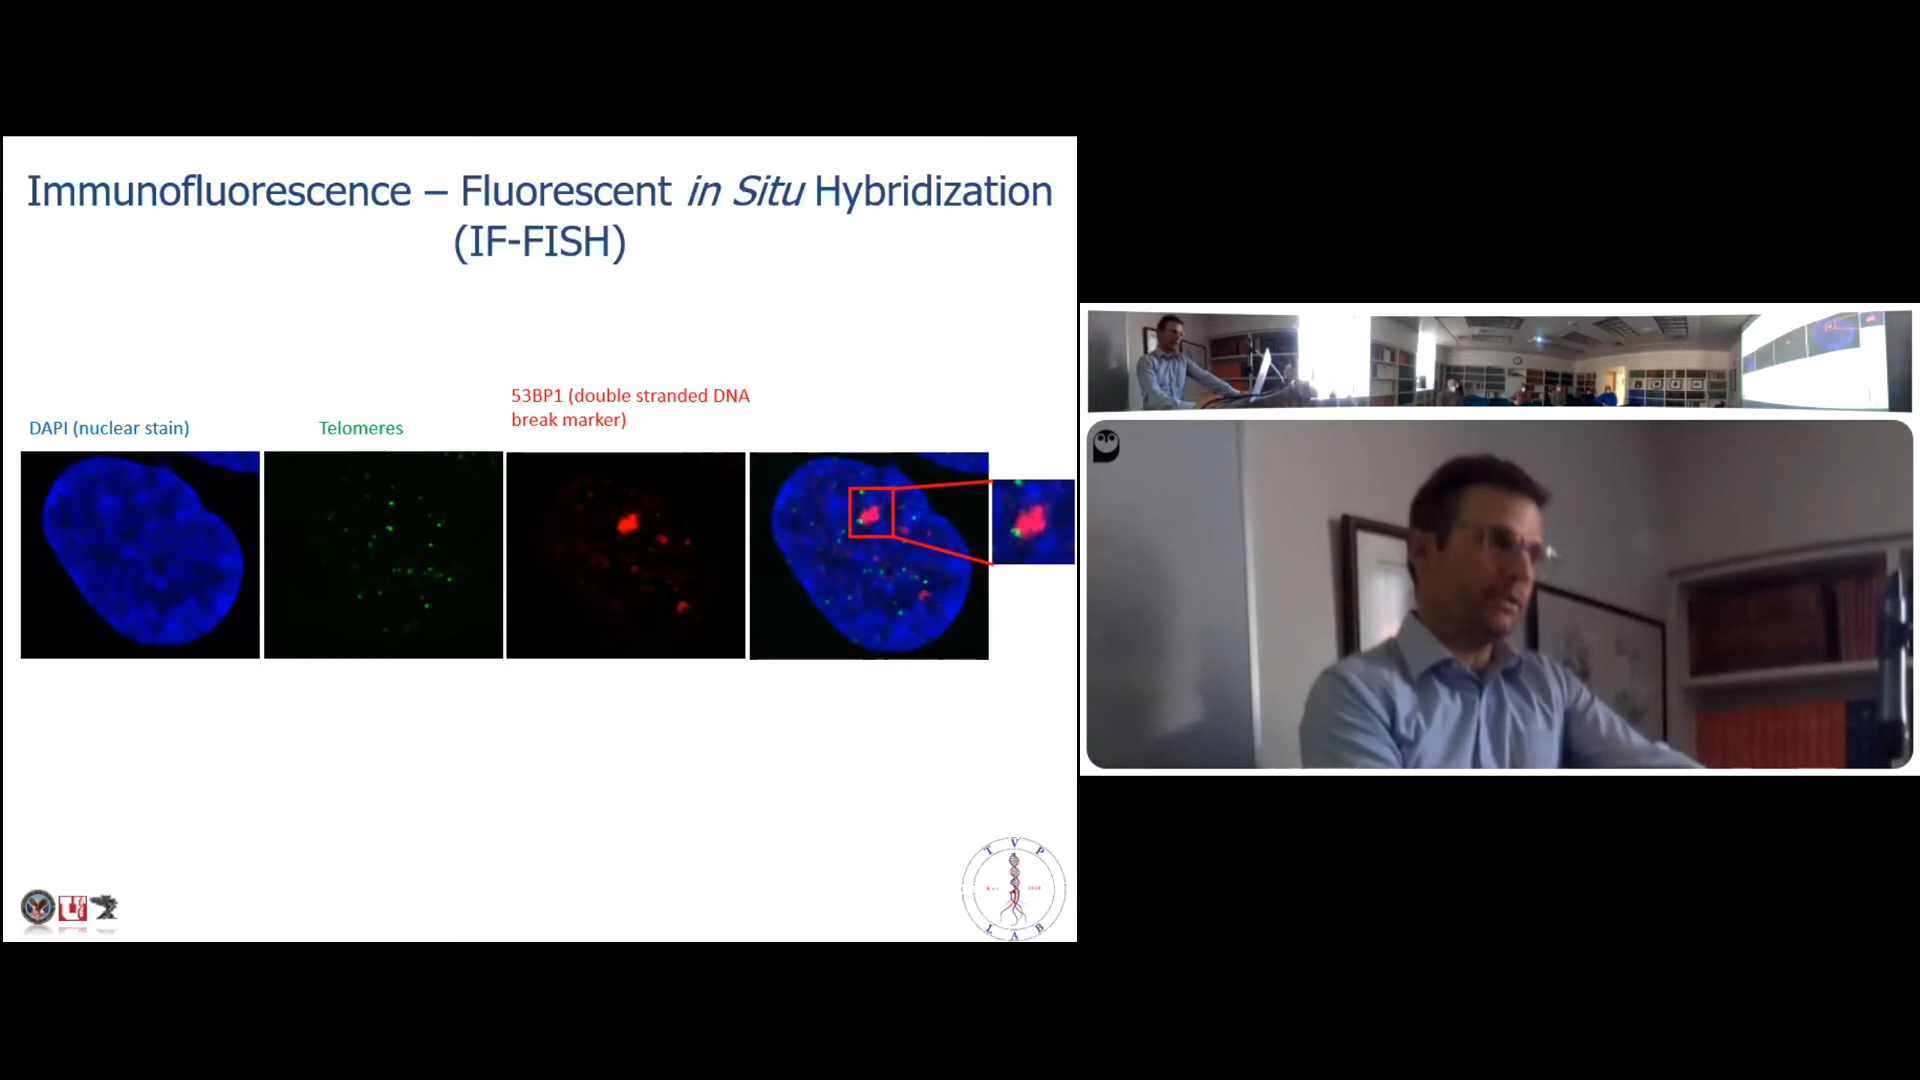 Immunofluorescence – Fluorescent in Situ Hybridization
(IF-FISH)
53BP1 (double stranded DNA
break marker)
DAPI (nuclear stain)
Telomeres
T V P
L A B
U